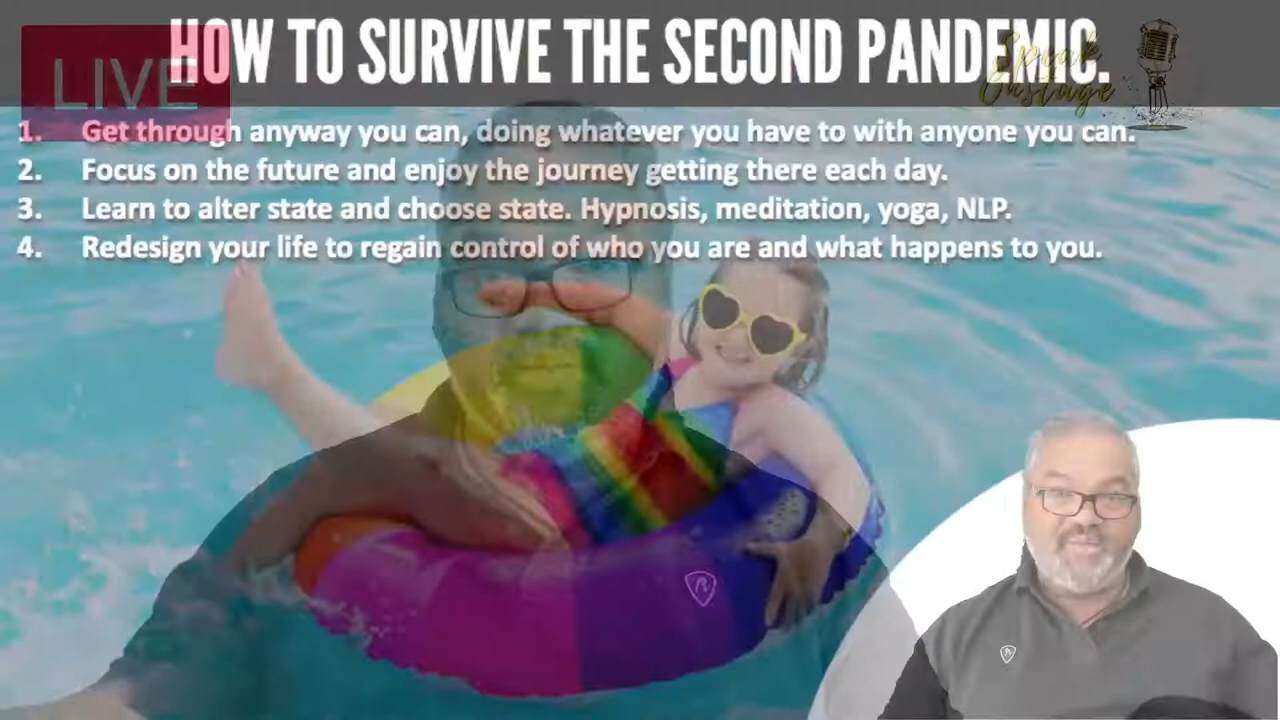 HOW TO SURVIVE THE SECOND PANDEMIC.
LIVE
Speak
Onstage
1. Get through anyway you can, doing whatever you have to with anyone you can.
2. Focus on the future and enjoy the journey getting there each day.
3. Learn to alter state and choose state. Hypnosis, meditation, yoga, NLP.
4. Redesign your life to regain control of who you are and what happens to you.